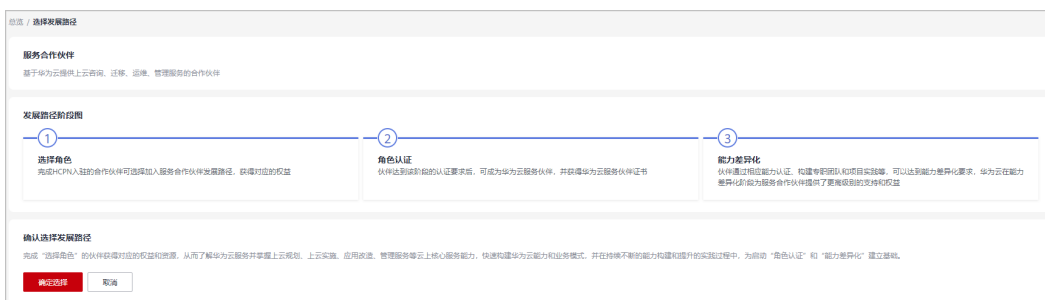 总览 / 选择发展路径
服务合作伙伴
基于华为云提供上云咨询、迁移、运维、管理服务的合作伙伴
发展路径阶段图
1
选择角色
完成HCPN入驻的合作伙伴可选择加入服务合作伙伴发展路径，获得对应的权益
2
角色认证
伙伴达到该阶段的认证要求后，可成为华为云服务伙伴，并获得华为云服务伙伴证书
3
能力差异化
伙伴通过相应能力认证、构建专职团队和项目实践等，可以达到能力差异化要求，华为云在能力
差异化阶段为服务合作伙伴提供了更高级别的支持和权益
确认选择发展路径
完成“选择角色”的伙伴获得对应的权益和资源，从而了解华为云服务并掌握上云规划、上云实施、应用改造、管理服务等云上核心服务能力，快速构建华为云能力和业务模式，并在持续不断的能力构建和提升的实践过程中，为启动“角色认证”和“能力差异化”建立基础。
确定选择
取消